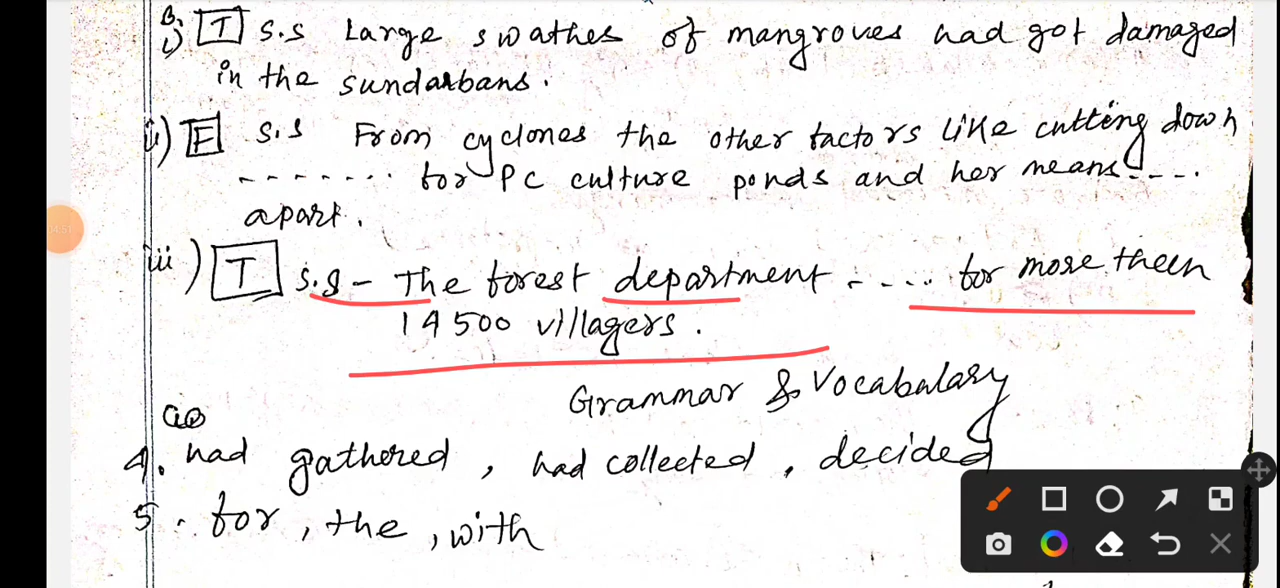 B.
i) T S.S Large swathes of mangroves had got damaged
in the sundarbans.
ii) F S.S From cyclones the other factors like cutting down
- - - - - - - for PC culture ponds and her means - - - -
apart.
iii) T S.g - The forest department - - - .. for more theen
14500 villagers.
Grammar & Vocabalary
4. had gathered, had collected, decided
5. for, the, with